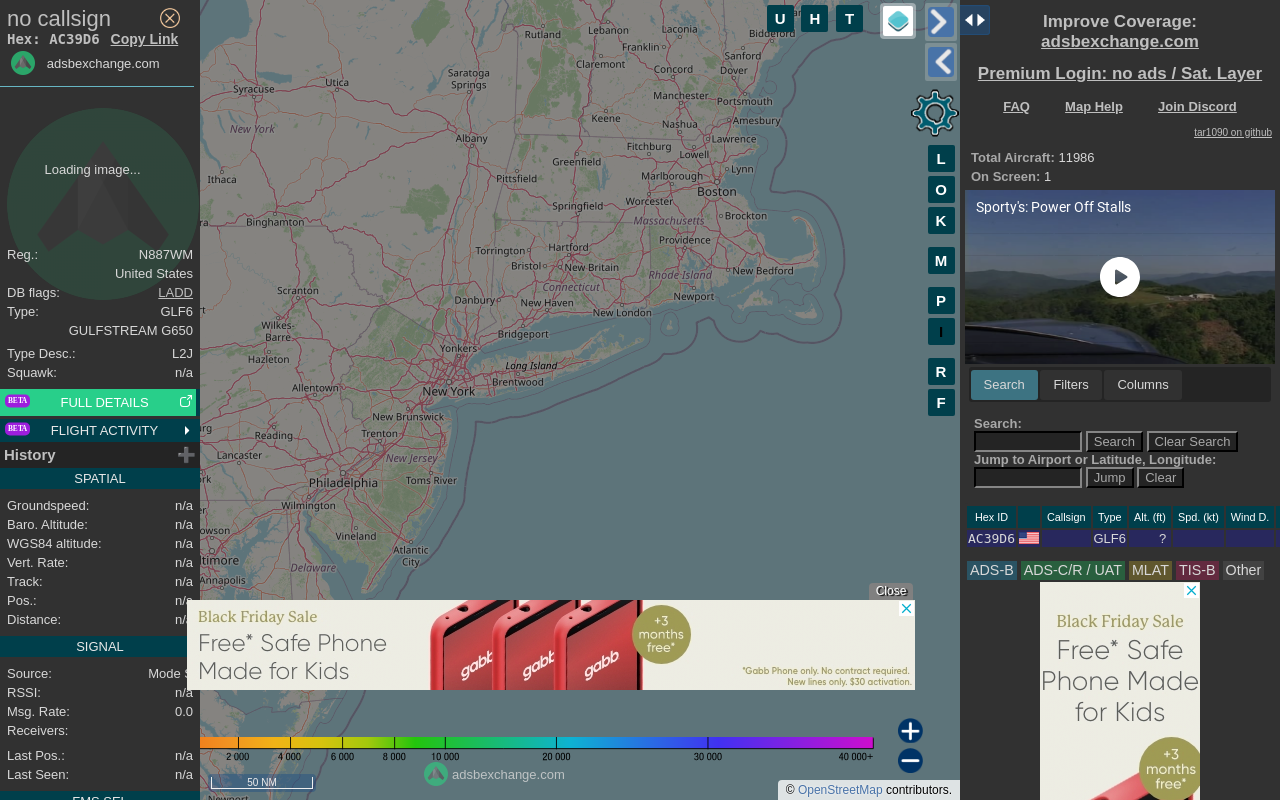 no callsign
Hex: AC39D6 Copy Link
adsbexchange.com
Loading image...
Reg.: N887WM
United States
DB flags: LADD
Type: GLF6
GULFSTREAM G650
Type Desc.: L2J
Squawk: n/a
BETA FULL DETAILS
BETA FLIGHT ACTIVITY
History
SPATIAL
Groundspeed: n/a
Baro. Altitude: n/a
WGS84 altitude: n/a
Vert. Rate: n/a
Track: n/a
Pos.: n/a
Distance: n/a
SIGNAL
Source: Mode S
RSSI: n/a
Msg. Rate: 0.0
Receivers:
Last Pos.: n/a
Last Seen: n/a
FMS SEL
U H T
L
O
K
M
P
I
R
F
Rutland
Lebanon
Laconia
Biddeford
Franklin
Sanford
Claremont
Concord
Dover
Utica
Saratoga
Springs
Syracuse
Manchester
Portsmouth
Keene
Nashua
Amesbury
New York
Albany
Lawrence
Fitchburg
Lowell
Greenfield
Lynn
Ithaca
Pittsfield
Marlborough
Boston
Worcester
Springfield
Massachusetts
Brockton
Binghamton
Providence
Torrington
Hartford
Bristol
New Britain
New Bedford
Rhode Island
Connecticut
Scranton
Danbury
New Haven
Newport
New London
Wilkes-
Barre
Bridgeport
Yonkers
Hazleton
Long Island
Brentwood
Allentown
New York
New Brunswick
Reading
Trenton
Lancaster
New Jersey
Philadelphia
Toms River
Wilmington
Vineland
Atlantic
City
Annapolis
Delaware
Close
Black Friday Sale
Free* Safe Phone
Made for Kids
gabb gabb gabb
+3
months
free*
*Gabb Phone only. No contract required.
New lines only. $30 activation.
2 000 4 000 6 000 8 000 10 000 20 000 30 000 40 000+
adsbexchange.com
50 NM
Newport
© OpenStreetMap contributors.
Improve Coverage:
adsbexchange.com
Premium Login: no ads / Sat. Layer
FAQ Map Help Join Discord
tar1090 on github
Total Aircraft: 11986
On Screen: 1
Sporty's: Power Off Stalls
Search Filters Columns
Search:
Search Clear Search
Jump to Airport or Latitude, Longitude:
Jump Clear
Hex ID Callsign Type Alt. (ft) Spd. (kt) Wind D.
AC39D6 GLF6 ?
ADS-B ADS-C/R / UAT MLAT TIS-B Other
Black Friday Sale
Free* Safe
Phone Made
for Kids
+3
months
free*